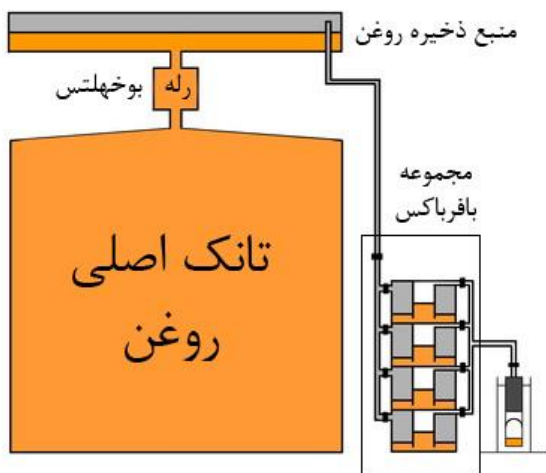 منبع ذخیره روغن
رله بوخهلتس
مجموعه
بافرباکس
تانک اصلی
روغن